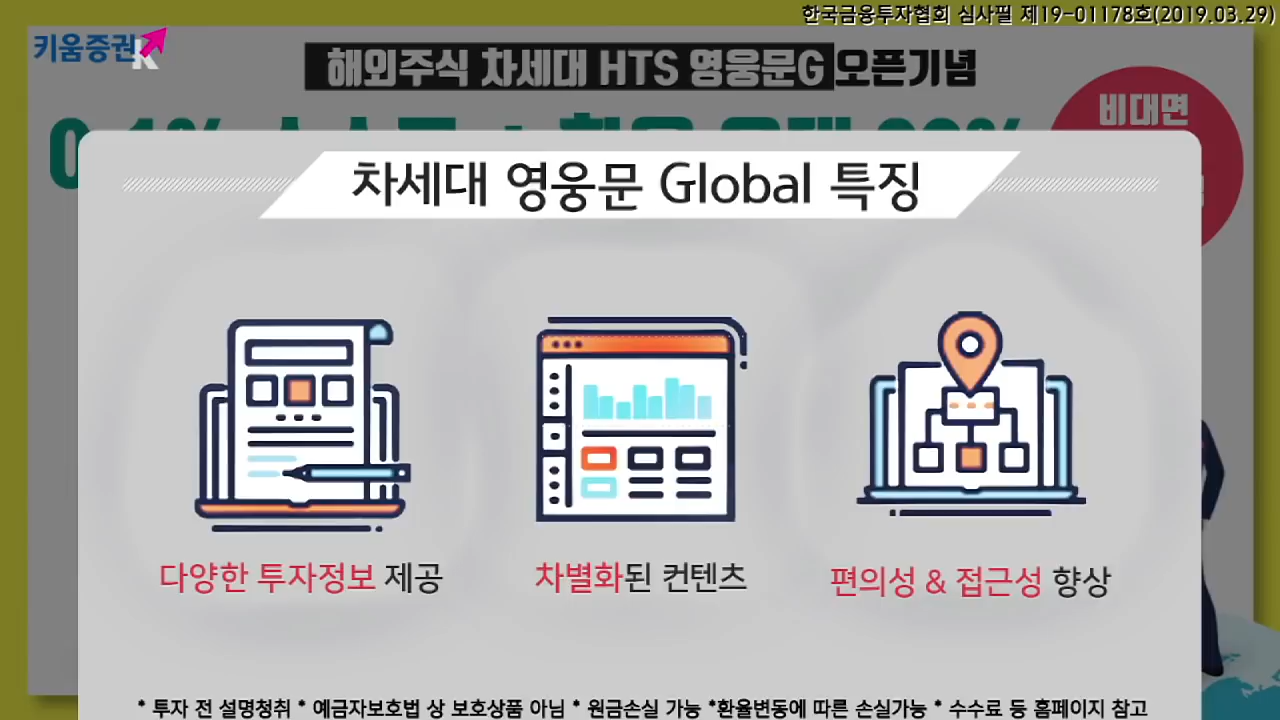 한국금융투자협회 심사필 제19-01178호(2019.03.29)
키움증권
해외주식 차세대 HTS 영웅문G 오픈기념
비대면
차세대 영웅문 Global 특징
다양한 투자정보 제공
차별화된 컨텐츠
편의성 & 접근성 향상
* 투자 전 설명청취 * 예금자보호법 상 보호상품 아님 * 원금손실 가능 *환율변동에 따른 손실가능 * 수수료 등 홈페이지 참고